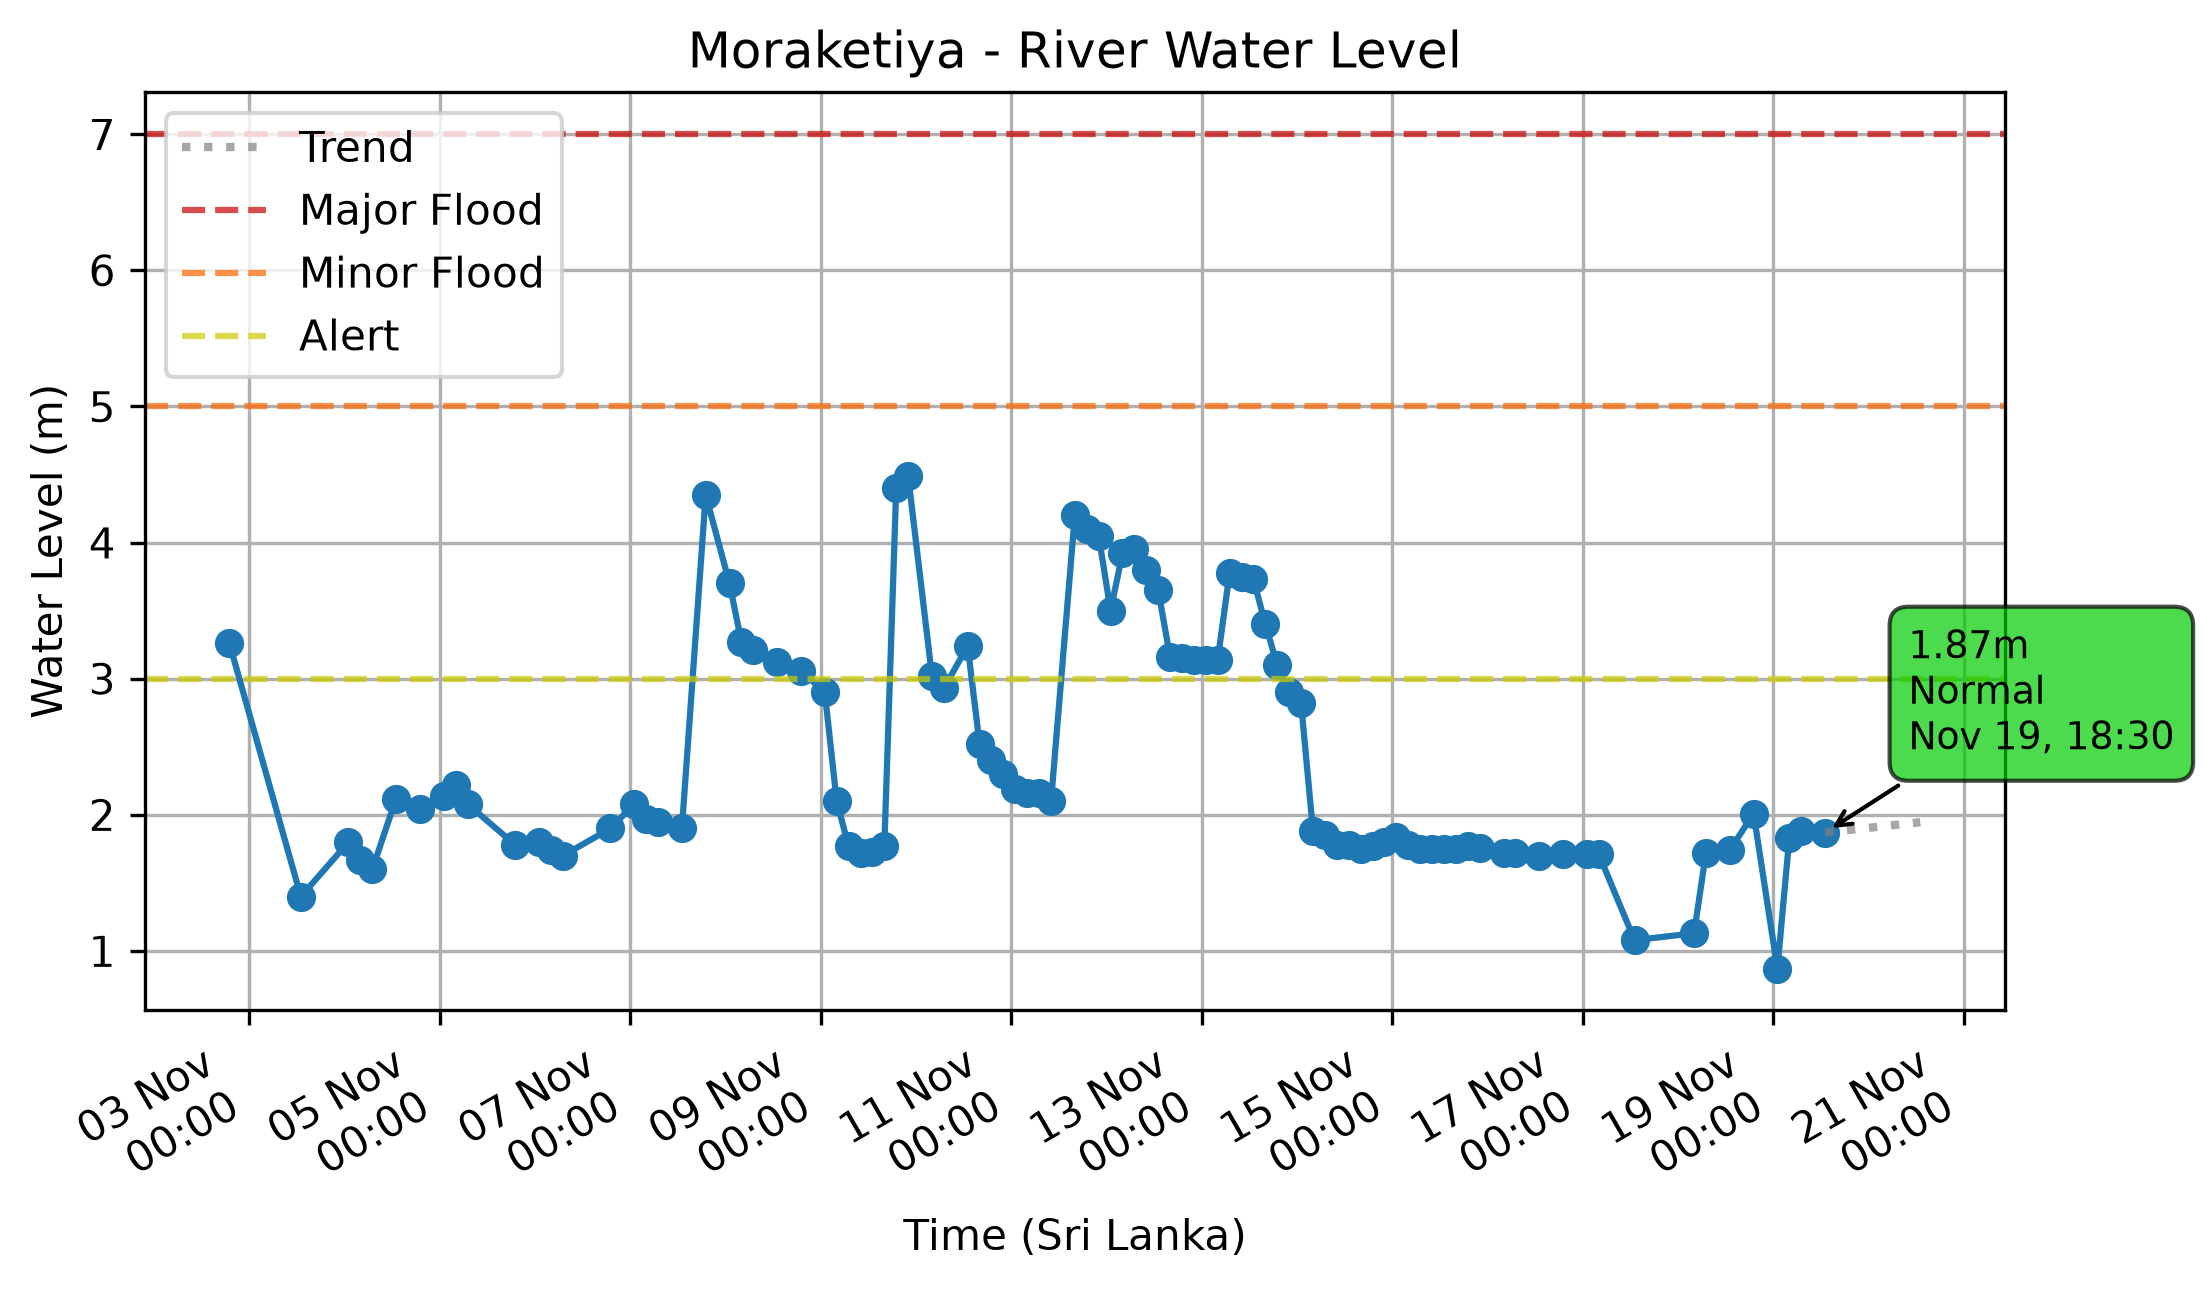 Moraketiya - River Water Level
Trend
Major Flood
Minor Flood
Alert
7
6
5
4
3
2
1
Water Level (m)
1.87m
Normal
Nov 19, 18:30
03 Nov
00:00
05 Nov
00:00
07 Nov
00:00
09 Nov
00:00
11 Nov
00:00
13 Nov
00:00
15 Nov
00:00
17 Nov
00:00
19 Nov
00:00
21 Nov
00:00
Time (Sri Lanka)